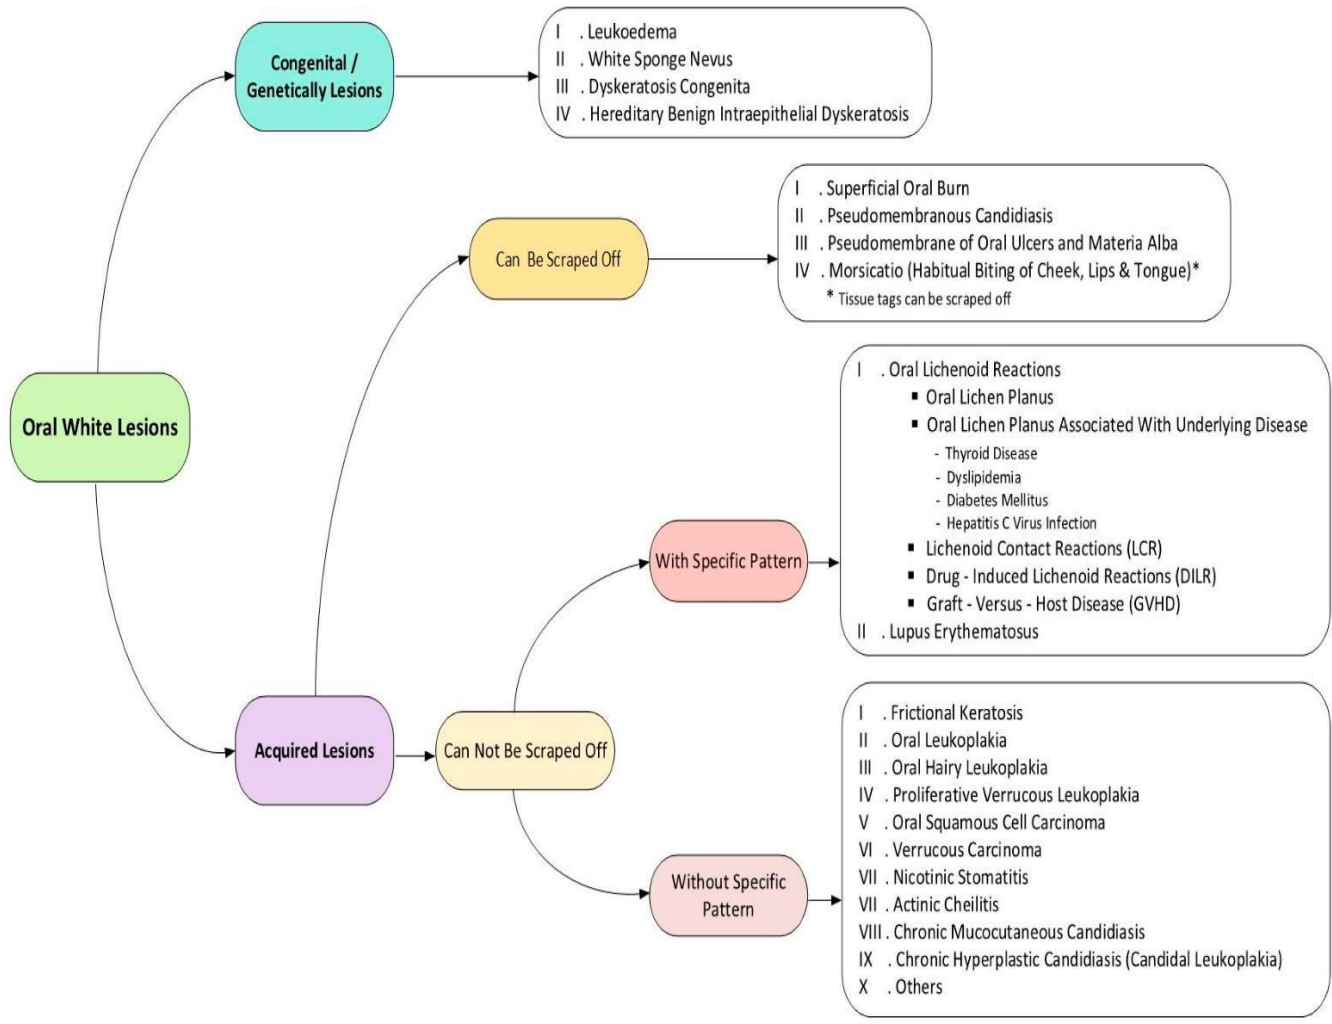 Oral White Lesions
Congenital /
Genetically Lesions
I . Leukoedema
II . White Sponge Nevus
III . Dyskeratosis Congenita
IV . Hereditary Benign Intraepithelial Dyskeratosis
Acquired Lesions
Can Be Scraped Off
I . Superficial Oral Burn
II . Pseudomembranous Candidiasis
III . Pseudomembrane of Oral Ulcers and Materia Alba
IV . Morsicatio (Habitual Biting of Cheek, Lips & Tongue)*
* Tissue tags can be scraped off
Can Not Be Scraped Off
With Specific Pattern
I . Oral Lichenoid Reactions
▪ Oral Lichen Planus
▪ Oral Lichen Planus Associated With Underlying Disease
- Thyroid Disease
- Dyslipidemia
- Diabetes Mellitus
- Hepatitis C Virus Infection
▪ Lichenoid Contact Reactions (LCR)
▪ Drug - Induced Lichenoid Reactions (DILR)
▪ Graft - Versus - Host Disease (GVHD)
II . Lupus Erythematosus
Without Specific
Pattern
I . Frictional Keratosis
II . Oral Leukoplakia
III . Oral Hairy Leukoplakia
IV . Proliferative Verrucous Leukoplakia
V . Oral Squamous Cell Carcinoma
VI . Verrucous Carcinoma
VII . Nicotinic Stomatitis
VII . Actinic Cheilitis
VIII . Chronic Mucocutaneous Candidiasis
IX . Chronic Hyperplastic Candidiasis (Candidal Leukoplakia)
X . Others